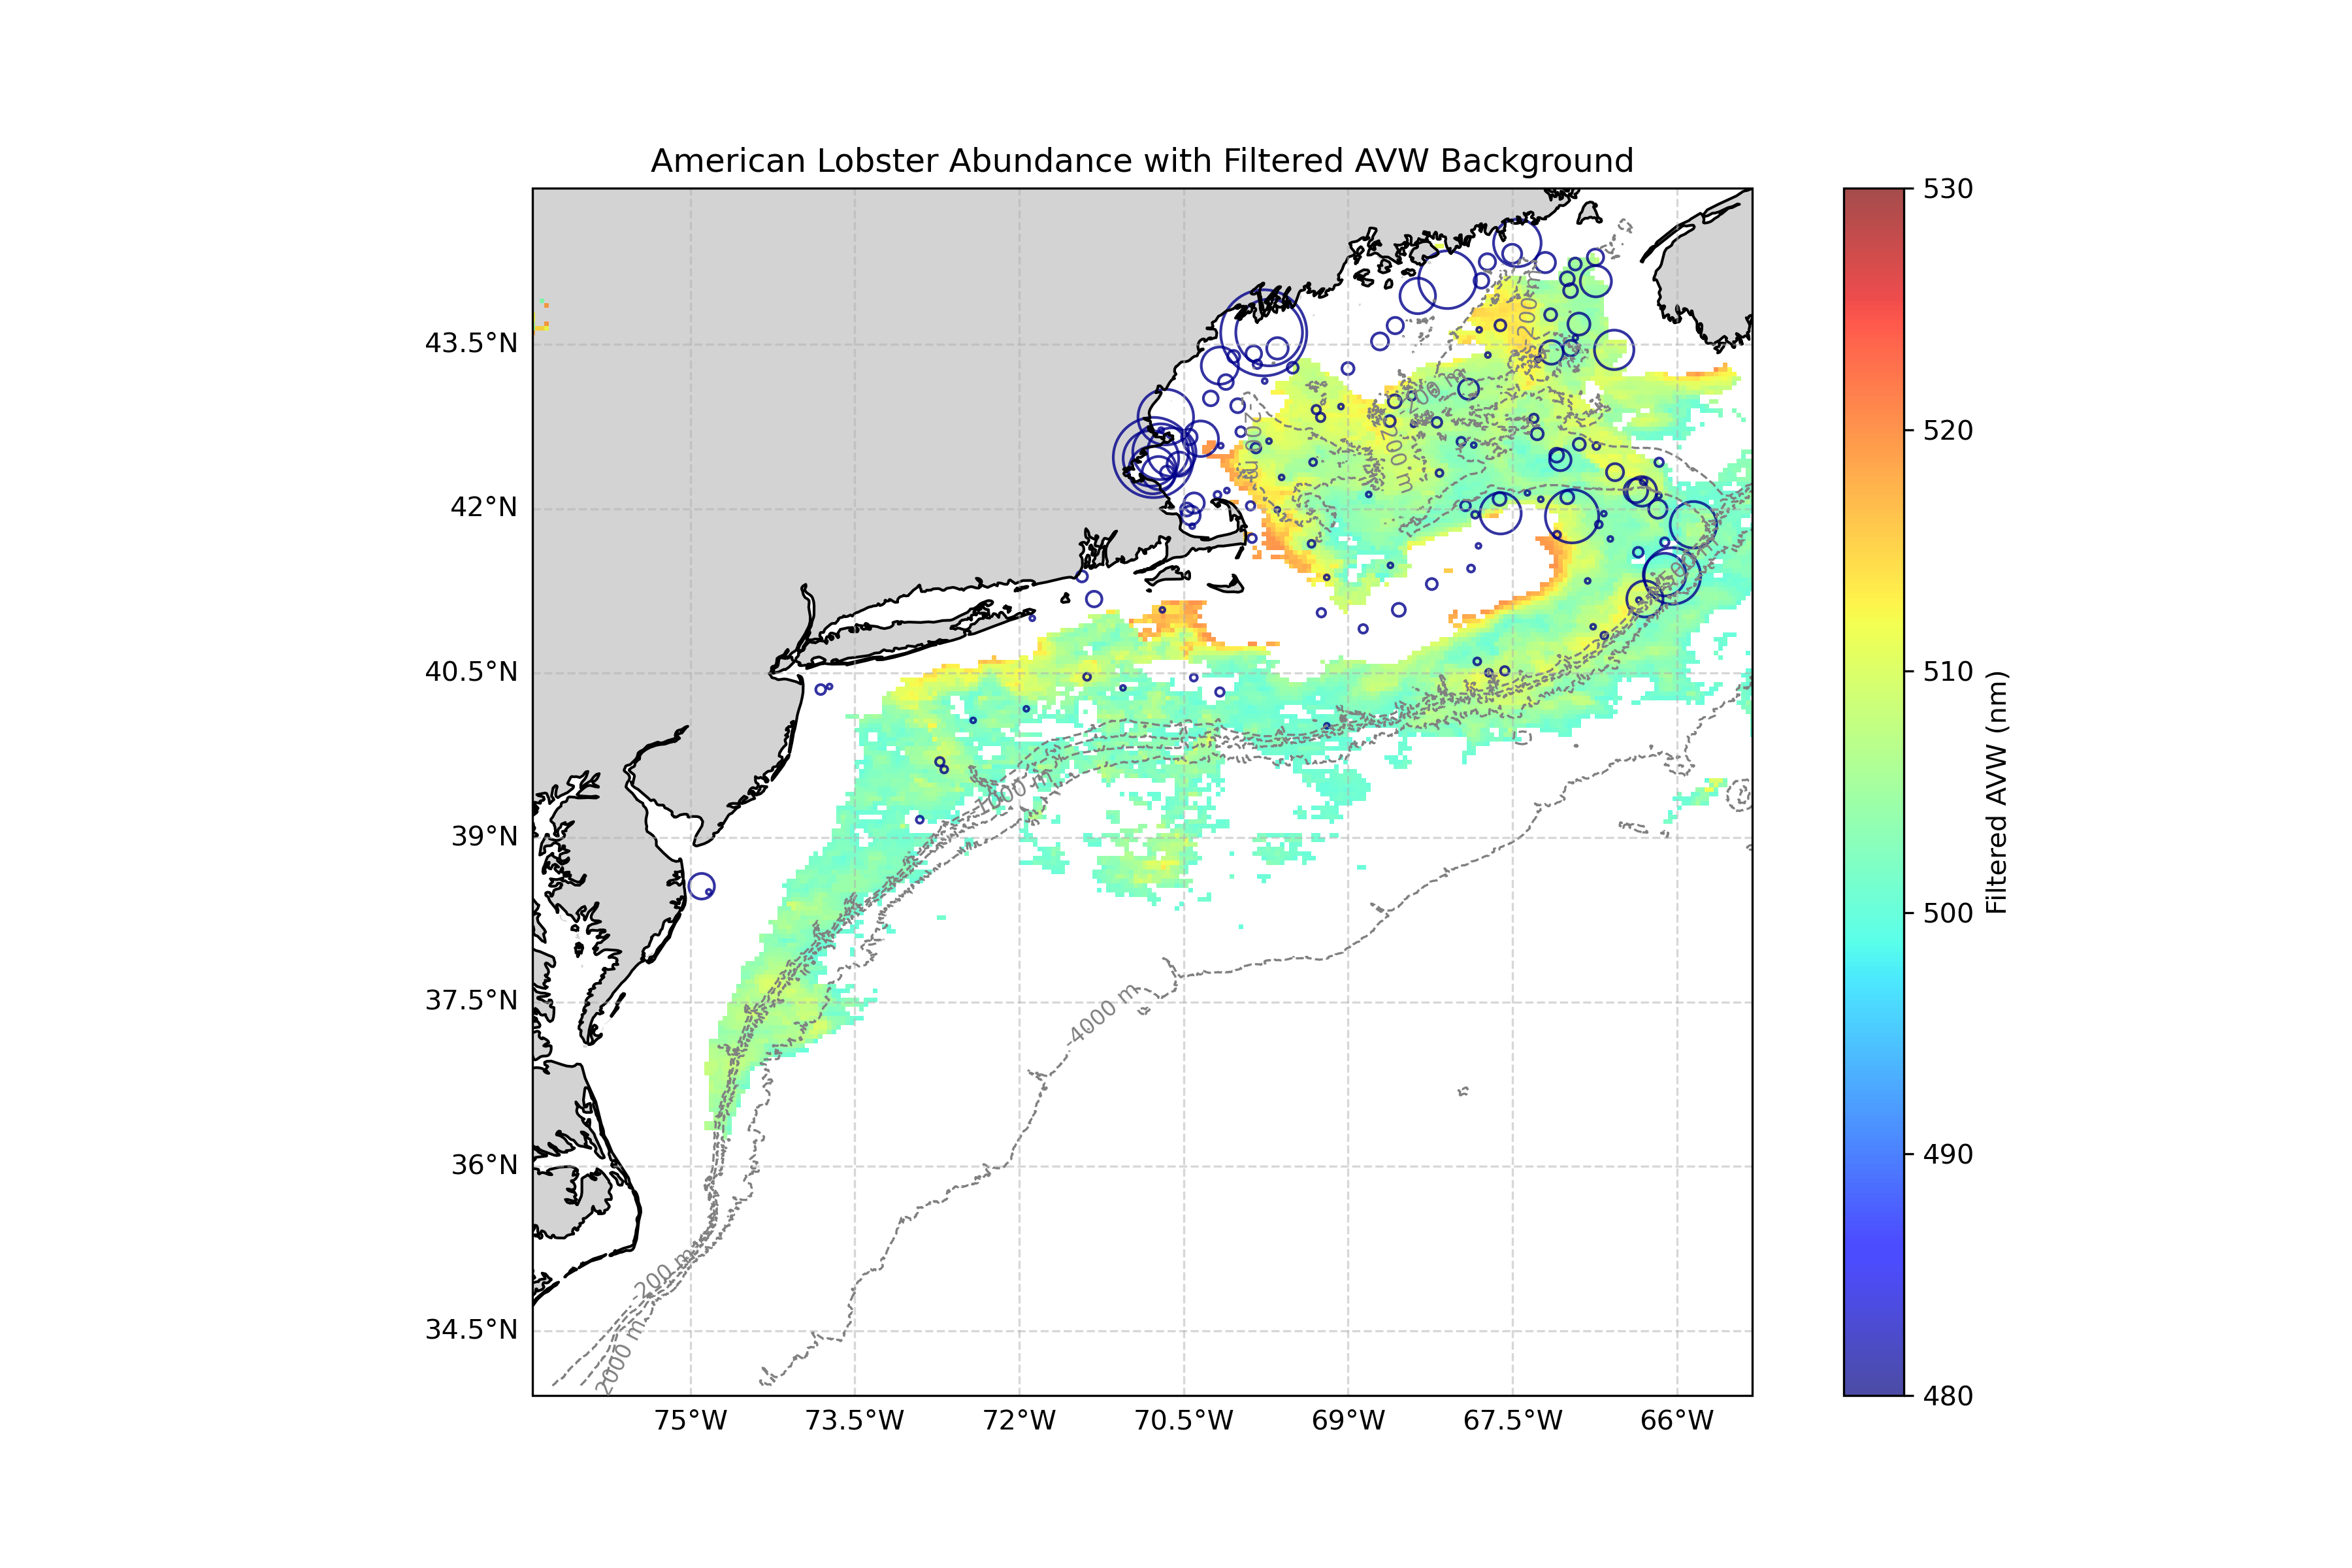 American Lobster Abundance with Filtered AVW Background
43.5°N
42°N
40.5°N
39°N
37.5°N
36°N
34.5°N
75°W
73.5°W
72°W
70.5°W
69°W
67.5°W
66°W
-200 m
-200 m
-200 m
-200 m
-1000 m
-4000 m
-200 m
-2000 m
530
520
510
500
490
480
Filtered AVW (nm)